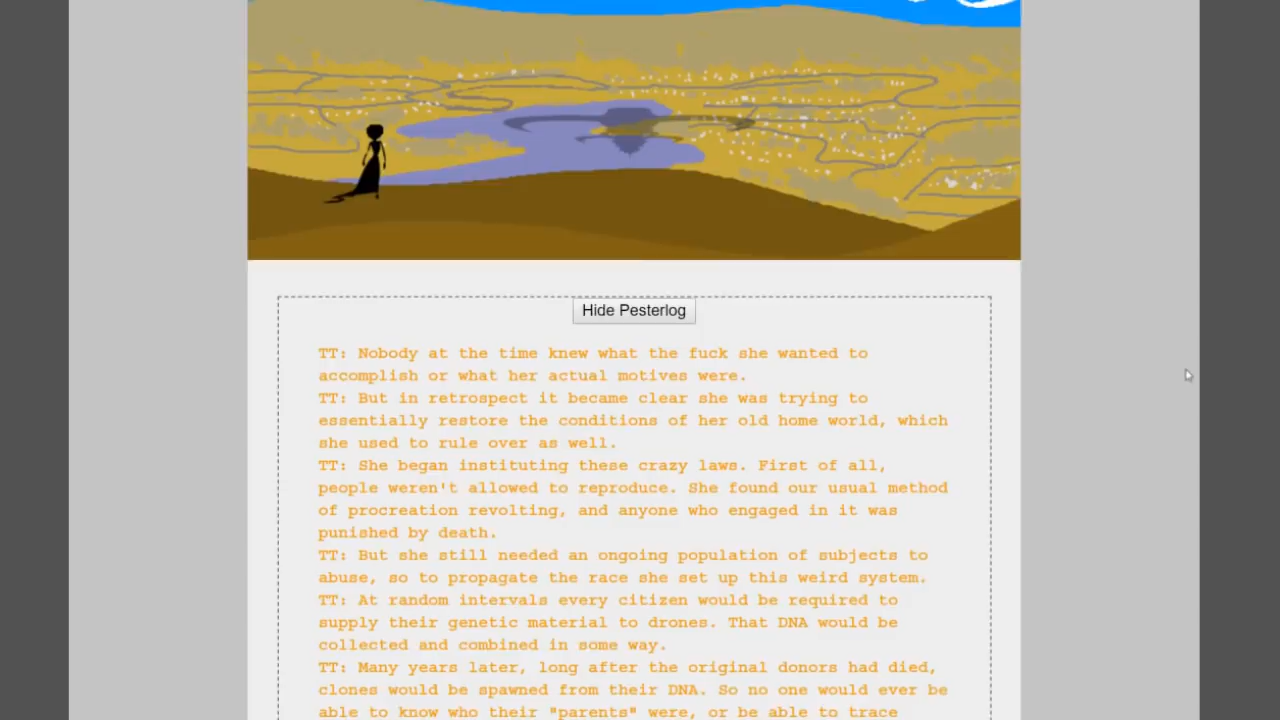 Hide Pesterlog
TT: Nobody at the time knew what the fuck she wanted to
accomplish or what her actual motives were.
TT: But in retrospect it became clear she was trying to
essentially restore the conditions of her old home world, which
she used to rule over as well.
TT: She began instituting these crazy laws. First of all,
people weren't allowed to reproduce. She found our usual method
of procreation revolting, and anyone who engaged in it was
punished by death.
TT: But she still needed an ongoing population of subjects to
abuse, so to propagate the race she set up this weird system.
TT: At random intervals every citizen would be required to
supply their genetic material to drones. That DNA would be
collected and combined in some way.
TT: Many years later, long after the original donors had died,
clones would be spawned from their DNA. So no one would ever be
able to know who their "parents" were, or be able to trace